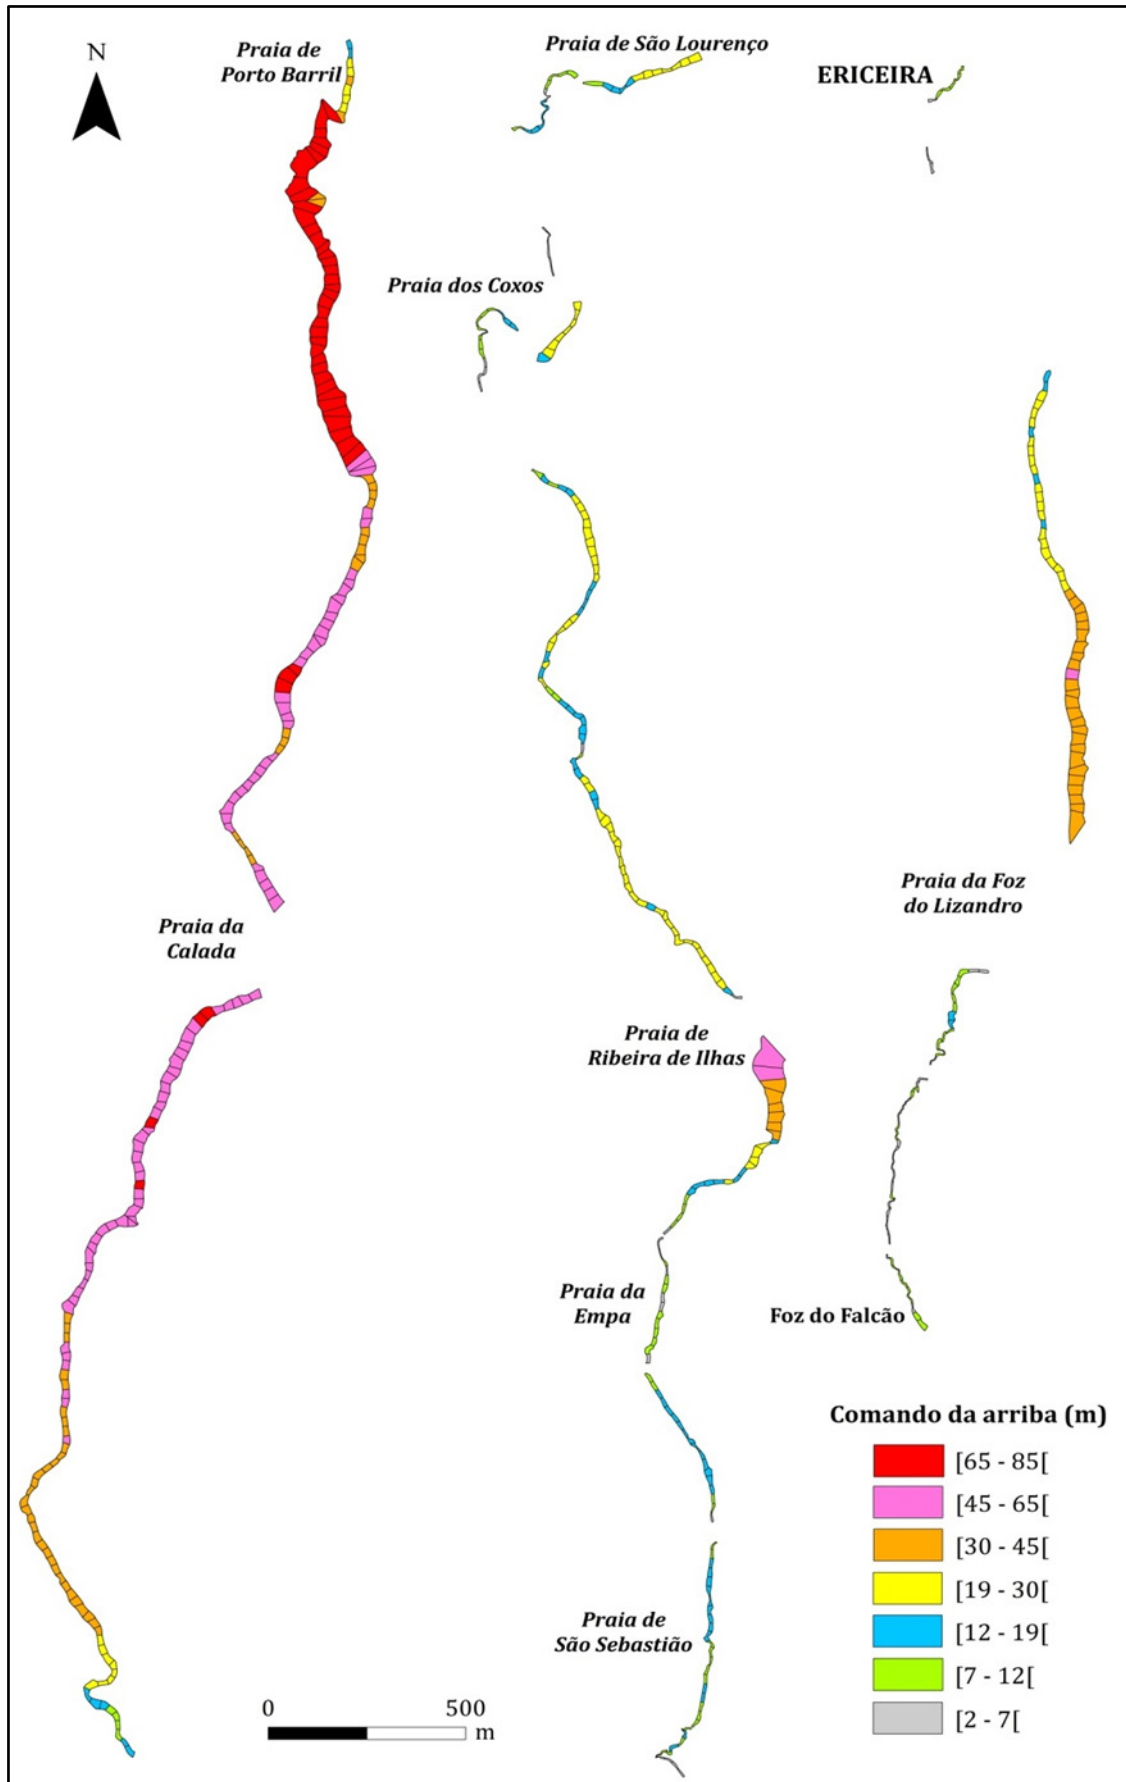 N
Praia de
Porto Barril
Praia de São Lourenço
ERICEIRA
Praia dos Coxos
Praia da Foz
do Lizandro
Praia da
Calada
Praia de
Ribeira de Ilhas
Praia da
Empa
Foz do Falcão
Praia de
São Sebastião
Comando da arriba (m)
[65 - 85[
[45 - 65[
[30 - 45[
[19 - 30[
[12 - 19[
[7 - 12[
[2 - 7[
0 500
m